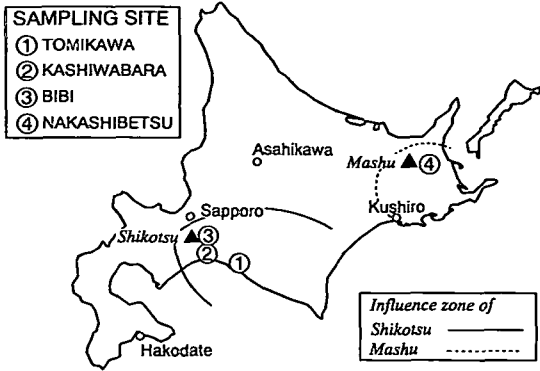 SAMPLING SITE
① TOMIKAWA
② KASHIWABARA
③ BIBI
④ NAKASHIBETSU
Asahikawa
Mashu ④
Kushiro
Sapporo
Shikotsu ③
②
①
Hakodate
Influence zone of
Shikotsu
Mashu